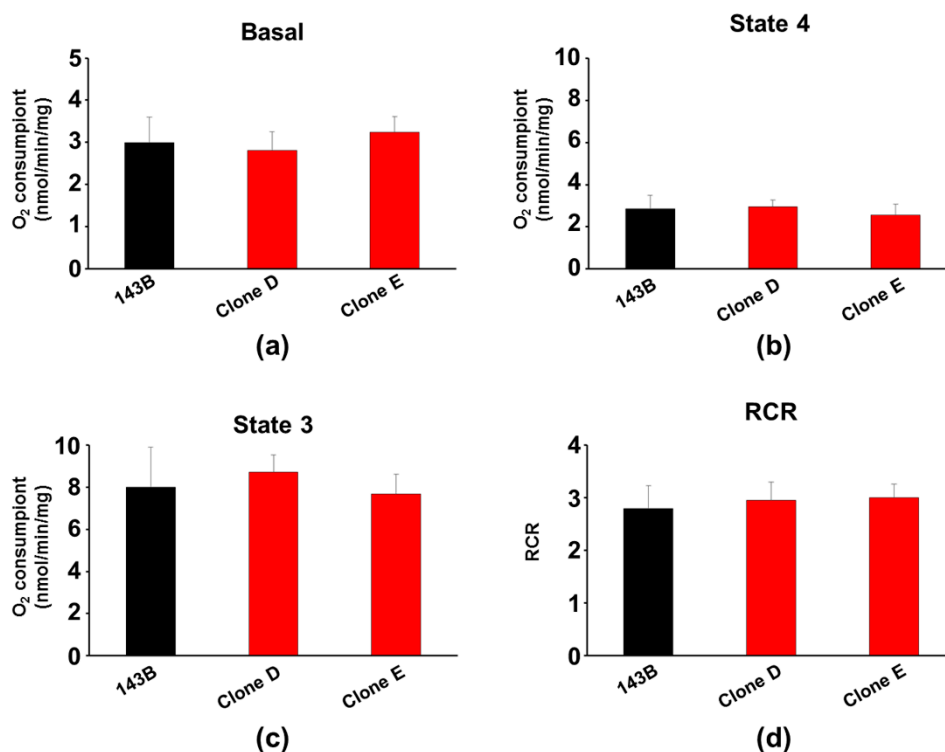 Basal
O2 consumpiont
(nmol/min/mg)
5
4
3
2
1
0
143B
Clone D
Clone E
(a)
State 4
O2 consumpiont
(nmol/min/mg)
10
8
6
4
2
0
143B
Clone D
Clone E
(b)
State 3
O2 consumpiont
(nmol/min/mg)
10
8
6
4
2
0
143B
Clone D
Clone E
(c)
RCR
RCR
4
3
2
1
0
143B
Clone D
Clone E
(d)